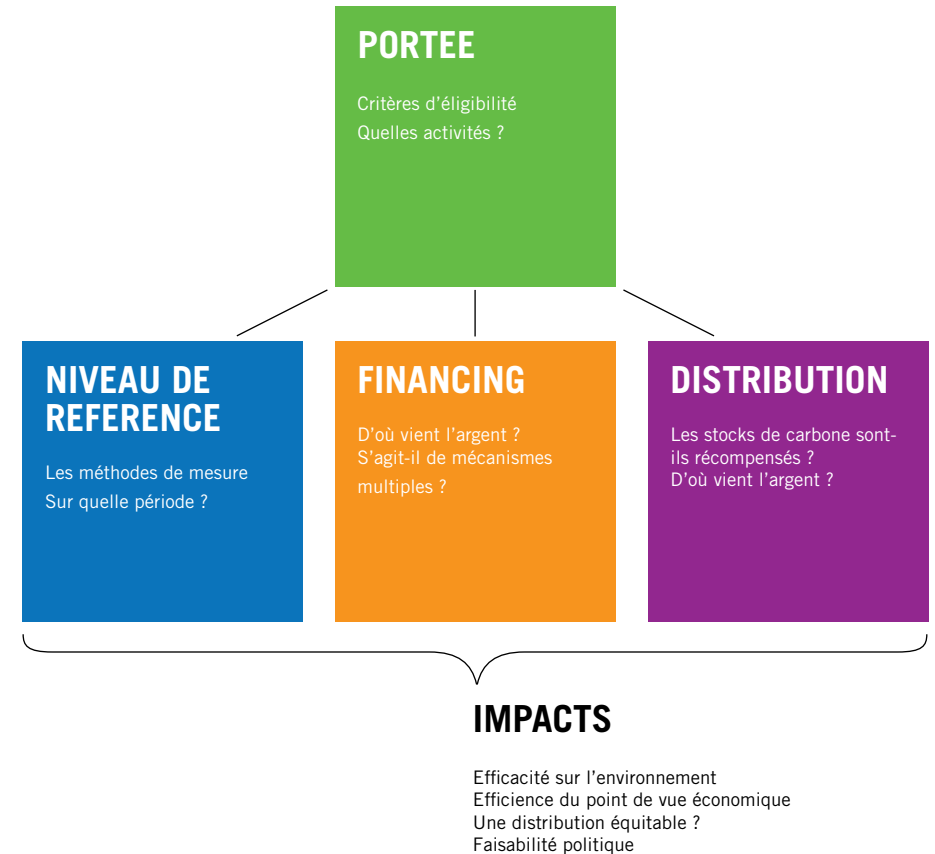 PORTEE
Critères d'éligibilité
Quelles activités ?
NIVEAU DE
REFERENCE
Les méthodes de mesure
Sur quelle période ?
FINANCING
D'où vient l'argent ?
S'agit-il de mécanismes
multiples ?
DISTRIBUTION
Les stocks de carbone sont-
ils récompensés ?
D'où vient l'argent ?
IMPACTS
Efficacité sur l'environnement
Efficience du point de vue économique
Une distribution équitable ?
Faisabilité politique